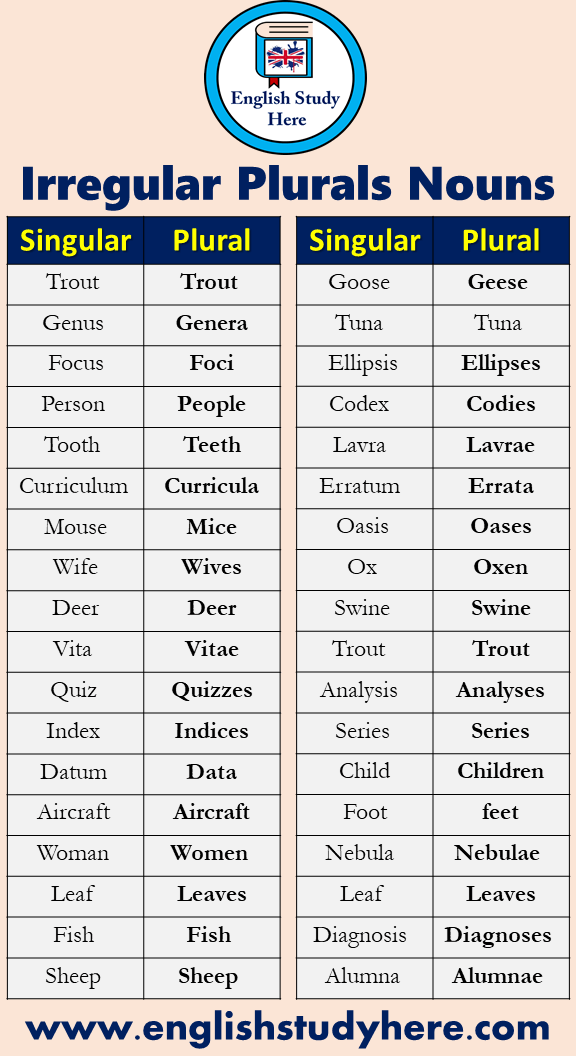 English Study
Here
Irregular Plurals Nouns
Singular Plural
Trout Trout
Genus Genera
Focus Foci
Person People
Tooth Teeth
Curriculum Curricula
Mouse Mice
Wife Wives
Deer Deer
Vita Vitae
Quiz Quizzes
Index Indices
Datum Data
Aircraft Aircraft
Woman Women
Leaf Leaves
Fish Fish
Sheep Sheep
Singular Plural
Goose Geese
Tuna Tuna
Ellipsis Ellipses
Codex Codies
Lavra Lavrae
Erratum Errata
Oasis Oases
Ox Oxen
Swine Swine
Trout Trout
Analysis Analyses
Series Series
Child Children
Foot feet
Nebula Nebulae
Leaf Leaves
Diagnosis Diagnoses
Alumna Alumnae
www.englishstudyhere.com